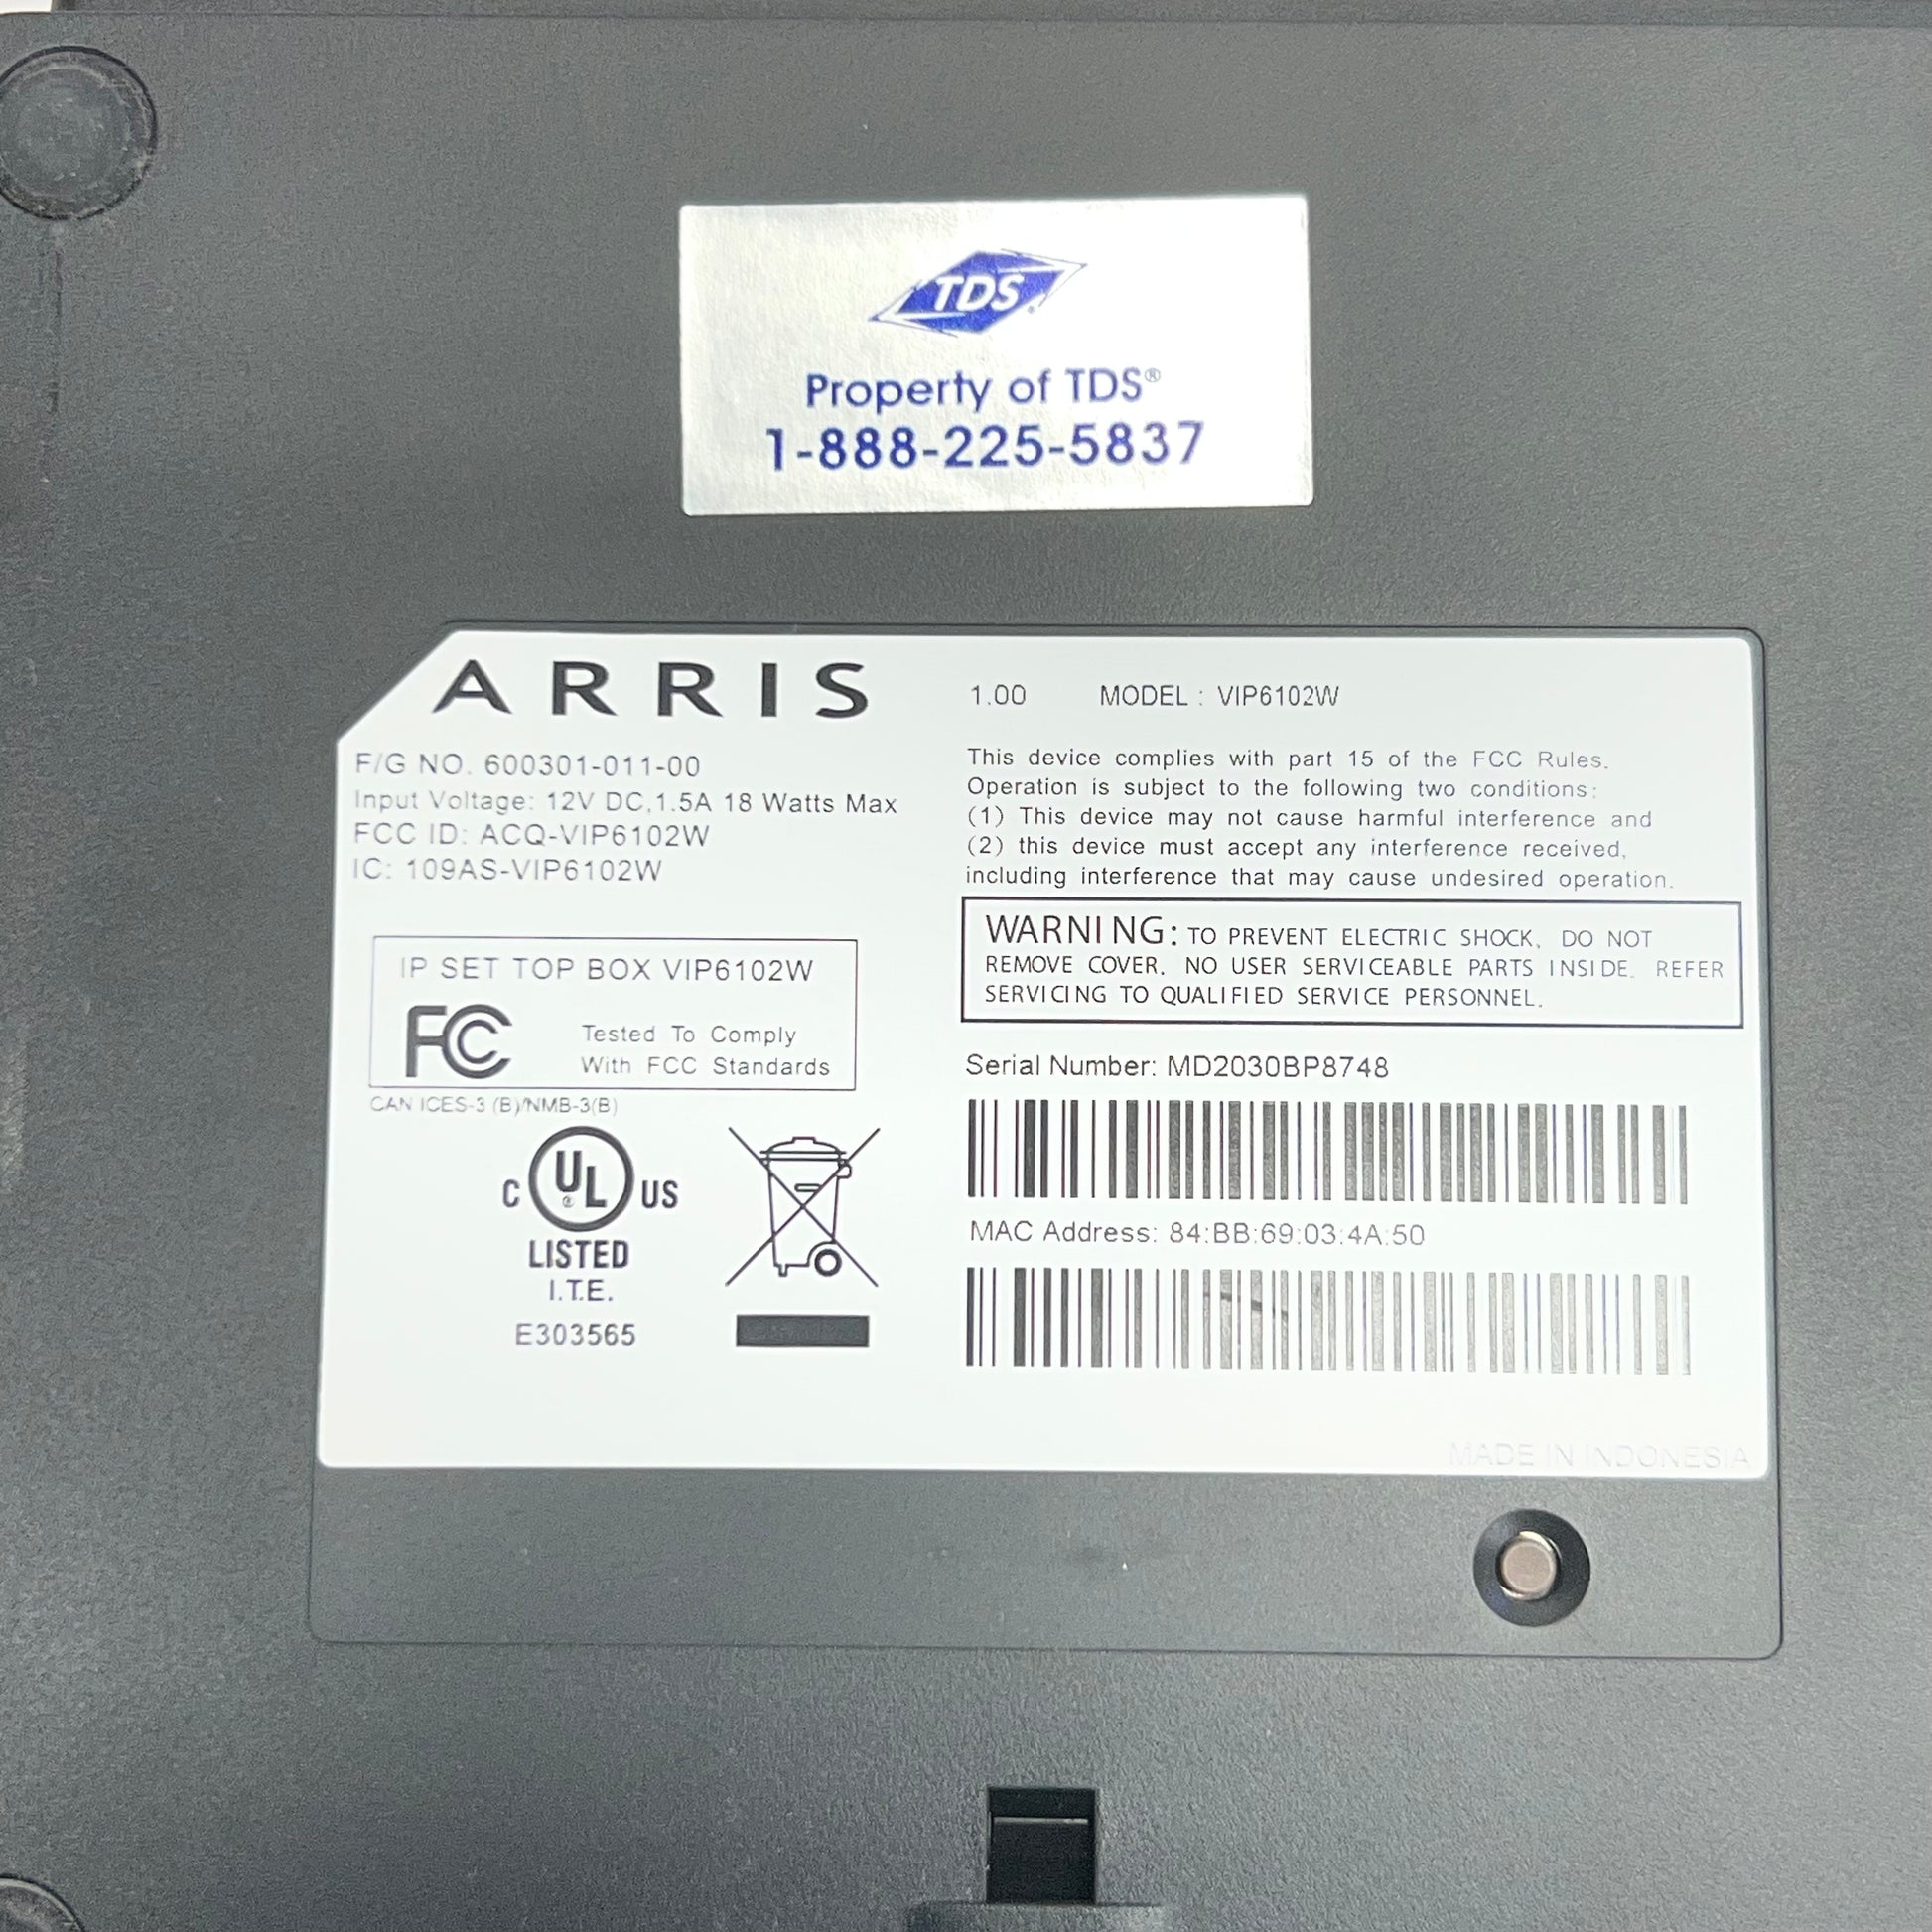 TDS
Property of TDS®
1-888-225-5837
ARRIS
F/G NO. 600301-011-00
Input Voltage: 12V DC,1.5A 18 Watts Max
FCC ID: ACQ-VIP6102W
IC: 109AS-VIP6102W
IP SET TOP BOX VIP6102W
FC
Tested To Comply
With FCC Standards
CAN ICES-3 (B)/NMB-3(B)
C UL ® US
LISTED
I.T.E.
E303565
1.00 MODEL : VIP6102W
This device complies with part 15 of the FCC Rules.
Operation is subject to the following two conditions:
(1) This device may not cause harmful interference and
(2) this device must accept any interference received,
including interference that may cause undesired operation.
WARNING: TO PREVENT ELECTRIC SHOCK, DO NOT
REMOVE COVER. NO USER SERVICEABLE PARTS INSIDE. REFER
SERVICING TO QUALIFIED SERVICE PERSONNEL.
Serial Number: MD2030BP8748
MAC Address: 84:BB:69:03:4A:50
MADE IN INDONESIA